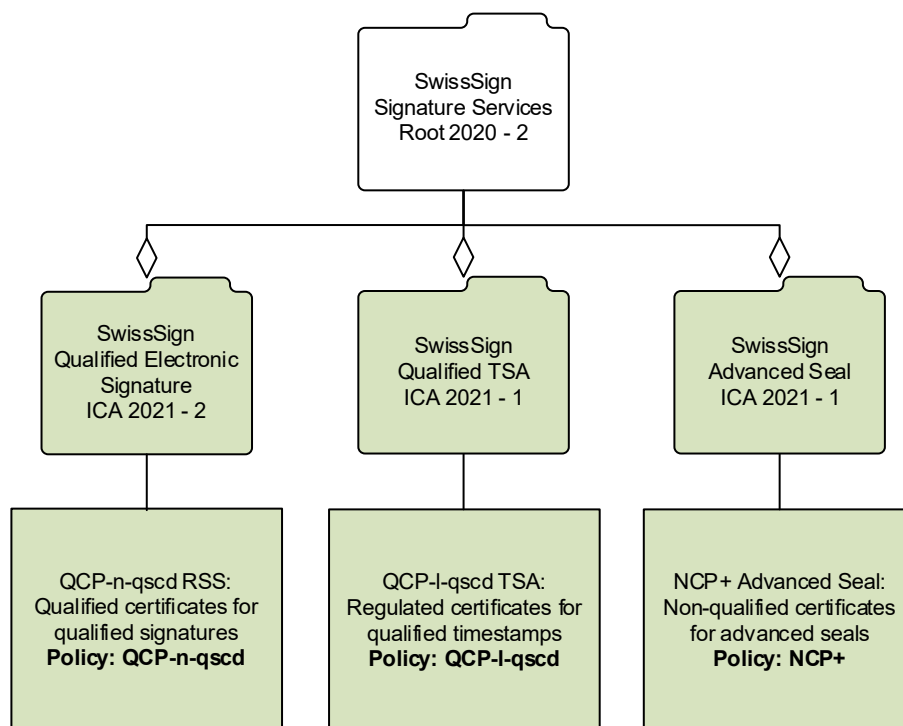 SwissSign
Signature Services
Root 2020 - 2
SwissSign
Qualified Electronic
Signature
ICA 2021 - 2
SwissSign
Qualified TSA
ICA 2021 - 1
SwissSign
Advanced Seal
ICA 2021 - 1
QCP-n-qscd RSS:
Qualified certificates for
qualified signatures
Policy: QCP-n-qscd
QCP-l-qscd TSA:
Regulated certificates for
qualified timestamps
Policy: QCP-l-qscd
NCP+ Advanced Seal:
Non-qualified certificates
for advanced seals
Policy: NCP+